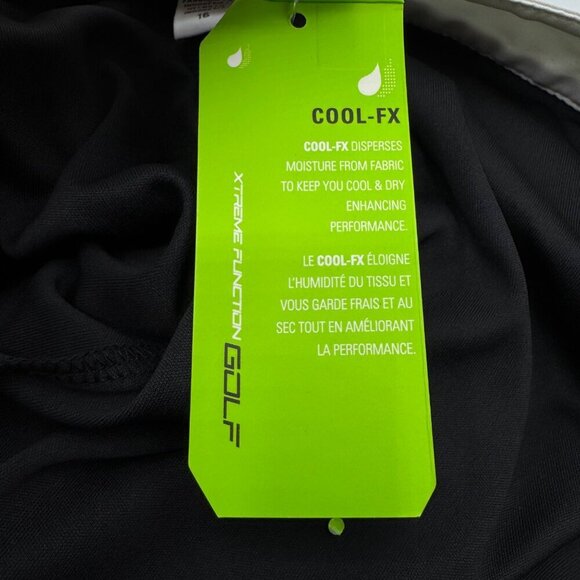 16
COOL-FX
COOL-FX DISPERSES
MOISTURE FROM FABRIC
TO KEEP YOU COOL & DRY
ENHANCING
PERFORMANCE.
LE COOL-FX ÉLOIGNE
L'HUMIDITÉ DU TISSU ET
VOUS GARDE FRAIS ET AU
SEC TOUT EN AMÉLIORANT
LA PERFORMANCE.
XTREME FUNCTION GOLF